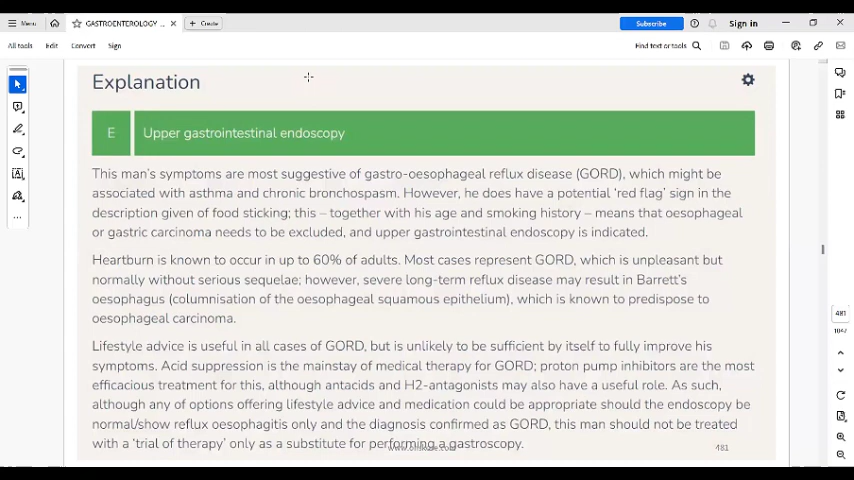 Menu
GASTROENTEROLOGY ...
Create
Subscribe
Sign in
All tools
Edit
Convert
Sign
Find text or tools
Explanation
E
Upper gastrointestinal endoscopy
This man's symptoms are most suggestive of gastro-oesophageal reflux disease (GORD), which might be
associated with asthma and chronic bronchospasm. However, he does have a potential 'red flag' sign in the
description given of food sticking; this – together with his age and smoking history – means that oesophageal
or gastric carcinoma needs to be excluded, and upper gastrointestinal endoscopy is indicated.
Heartburn is known to occur in up to 60% of adults. Most cases represent GORD, which is unpleasant but
normally without serious sequelae; however, severe long-term reflux disease may result in Barrett's
oesophagus (columnisation of the oesophageal squamous epithelium), which is known to predispose to
oesophageal carcinoma.
Lifestyle advice is useful in all cases of GORD, but is unlikely to be sufficient by itself to fully improve his
symptoms. Acid suppression is the mainstay of medical therapy for GORD; proton pump inhibitors are the most
efficacious treatment for this, although antacids and H2-antagonists may also have a useful role. As such,
although any of options offering lifestyle advice and medication could be appropriate should the endoscopy be
normal/show reflux oesophagitis only and the diagnosis confirmed as GORD, this man should not be treated
with a 'trial of therapy' only as a substitute for performing a gastroscopy.
481
481